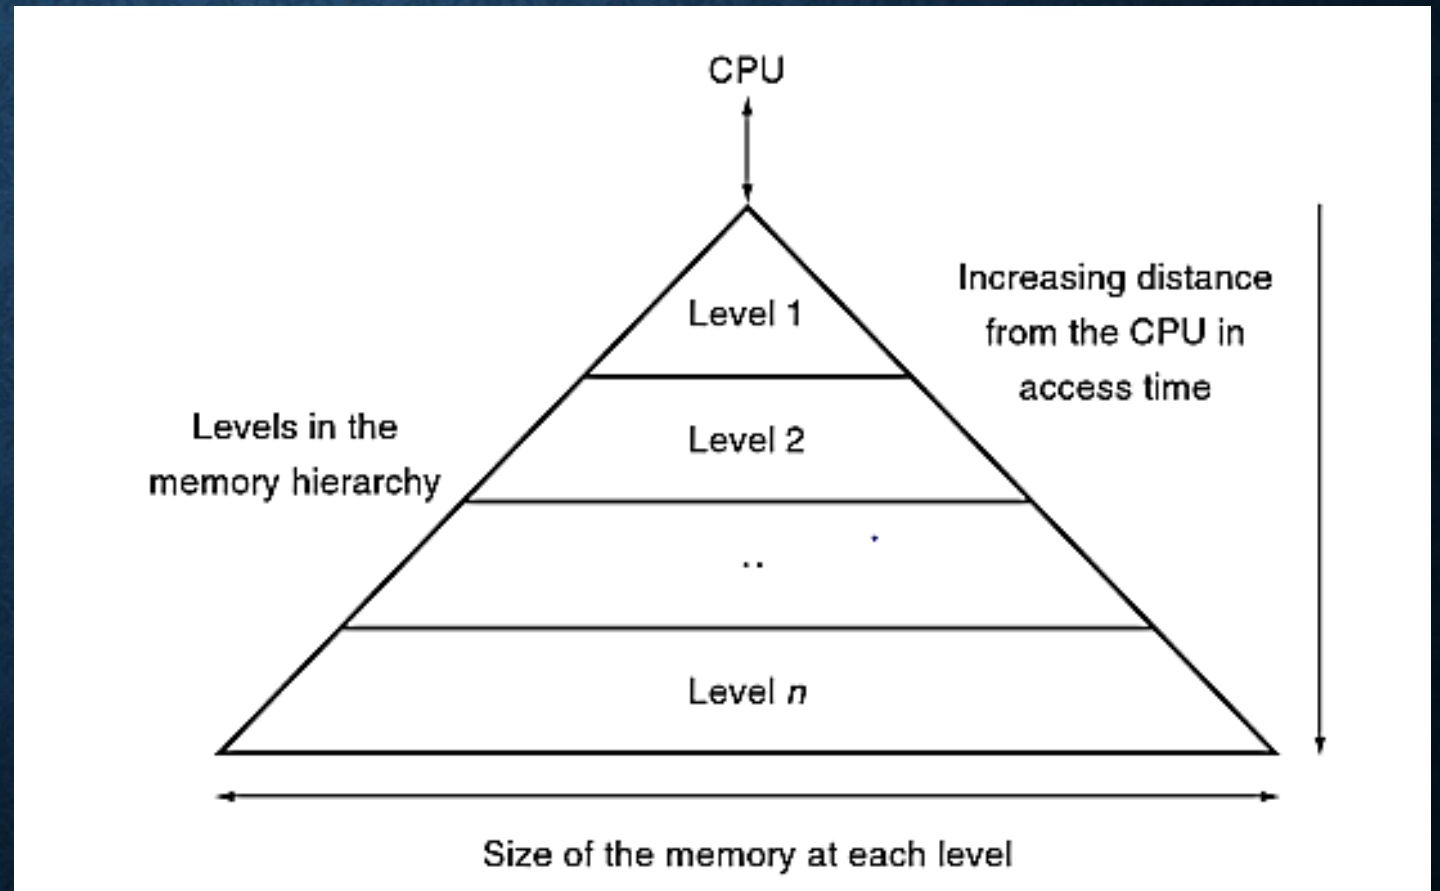 CPU
Level 1
Increasing distance
from the CPU in
access time
Levels in the
memory hierarchy
Level 2
..
Level n
Size of the memory at each level